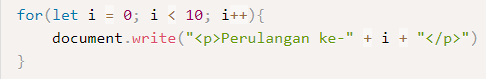 for(let i = 0; i < 10; i++){
    document.write("<p>Perulangan ke-" + i + "</p>")
}